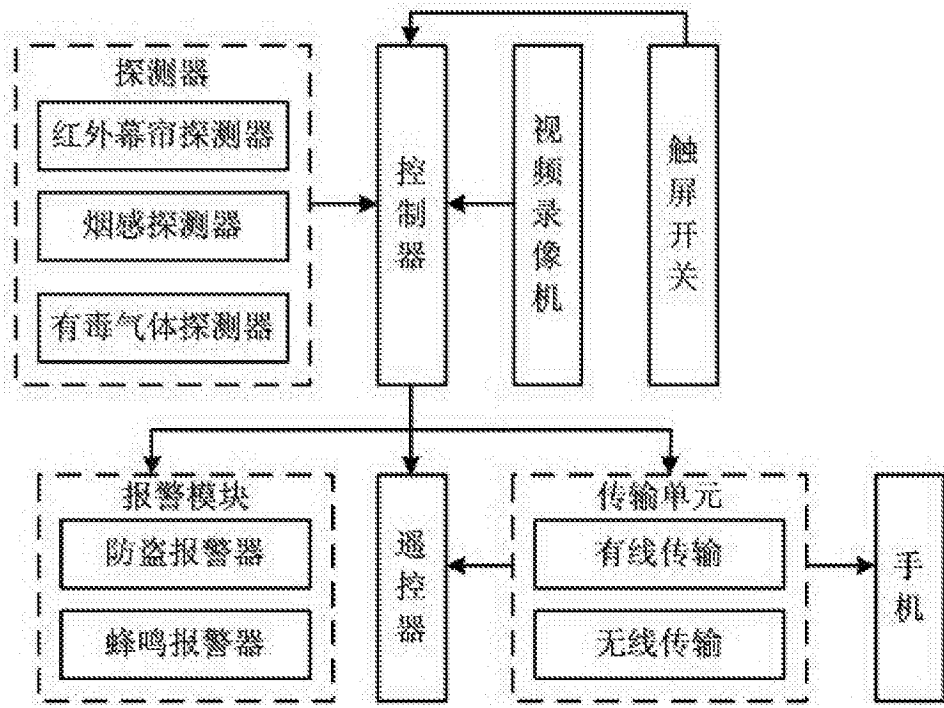 探测器
红外幕帘探测器
烟感探测器
有毒气体探测器
控制器
视频录像机
触屏开关
报警模块
防盗报警器
蜂鸣报警器
遥控器
传输单元
有线传输
无线传输
手机